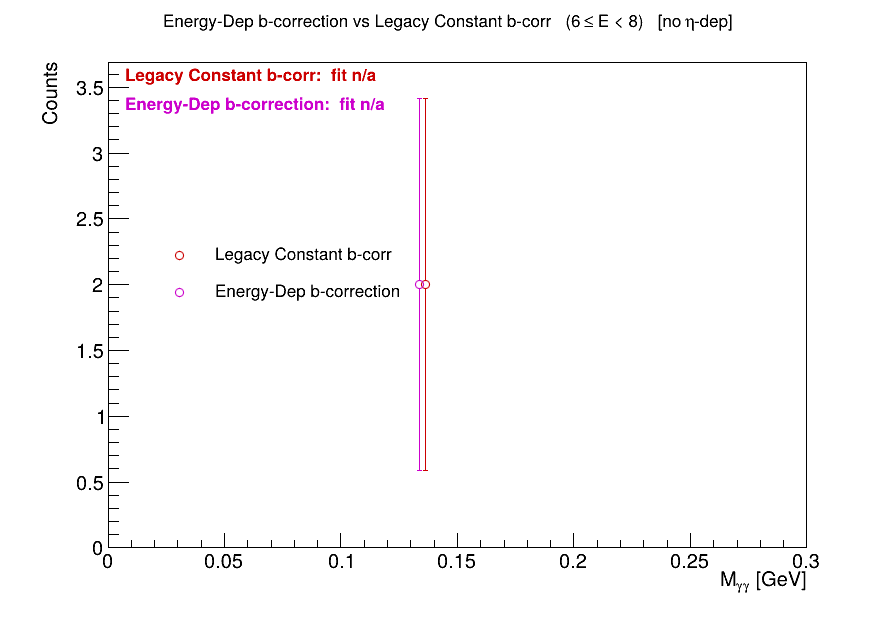 Energy-Dep b-correction vs Legacy Constant b-corr (6 ≤ E < 8) [no η-dep]
Counts
Legacy Constant b-corr: fit n/a
Energy-Dep b-correction: fit n/a
3.5
3
2.5
Legacy Constant b-corr
2
Energy-Dep b-correction
1.5
1
0.5
0
0 0.05 0.1 0.15 0.2 0.25 0.3
Mγγ [GeV]